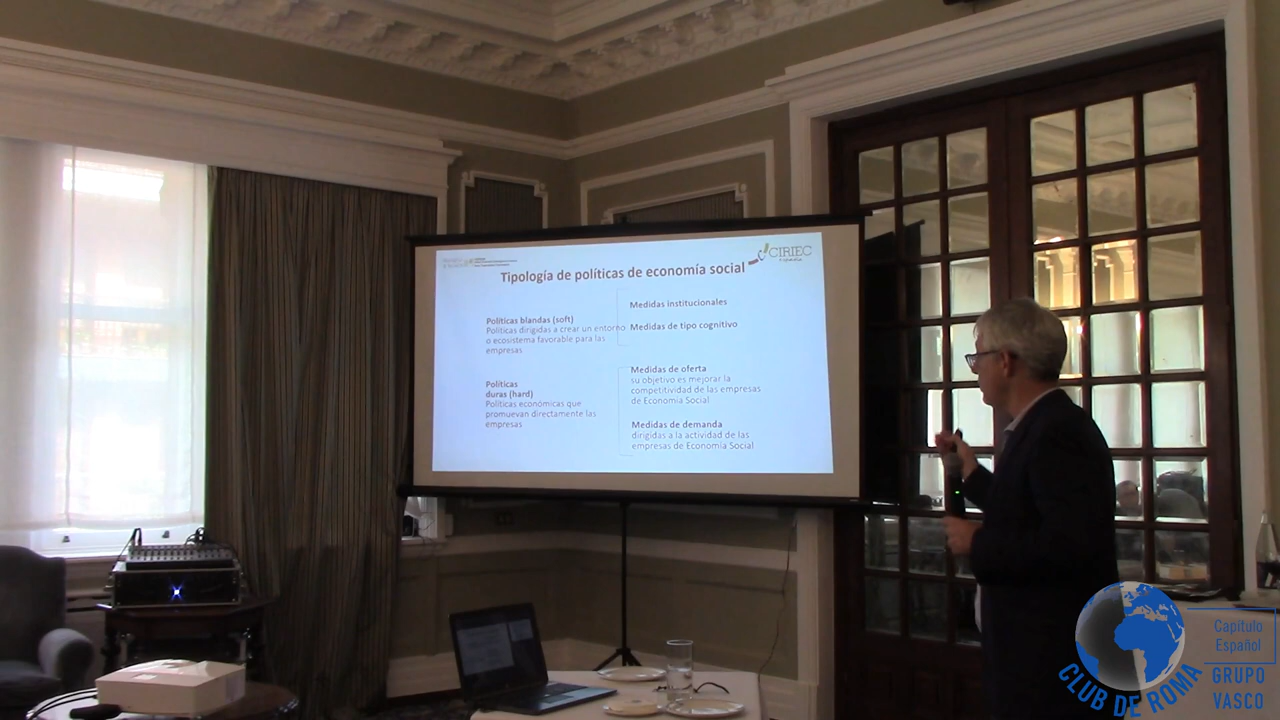 CIRIEC
españa
Tipología de políticas de economía social
Políticas blandas (soft)
Políticas dirigidas a crear un entorno
o ecosistema favorable para las
empresas
Medidas institucionales
Medidas de tipo cognitivo
Políticas
duras (hard)
Políticas económicas que
promuevan directamente las
empresas
Medidas de oferta
su objetivo es mejorar la
competitividad de las empresas
de Economía Social
Medidas de demanda
dirigidas a la actividad de las
empresas de Economía Social
CLUB DE ROMA
Capítulo
Español
GRUPO
VASCO